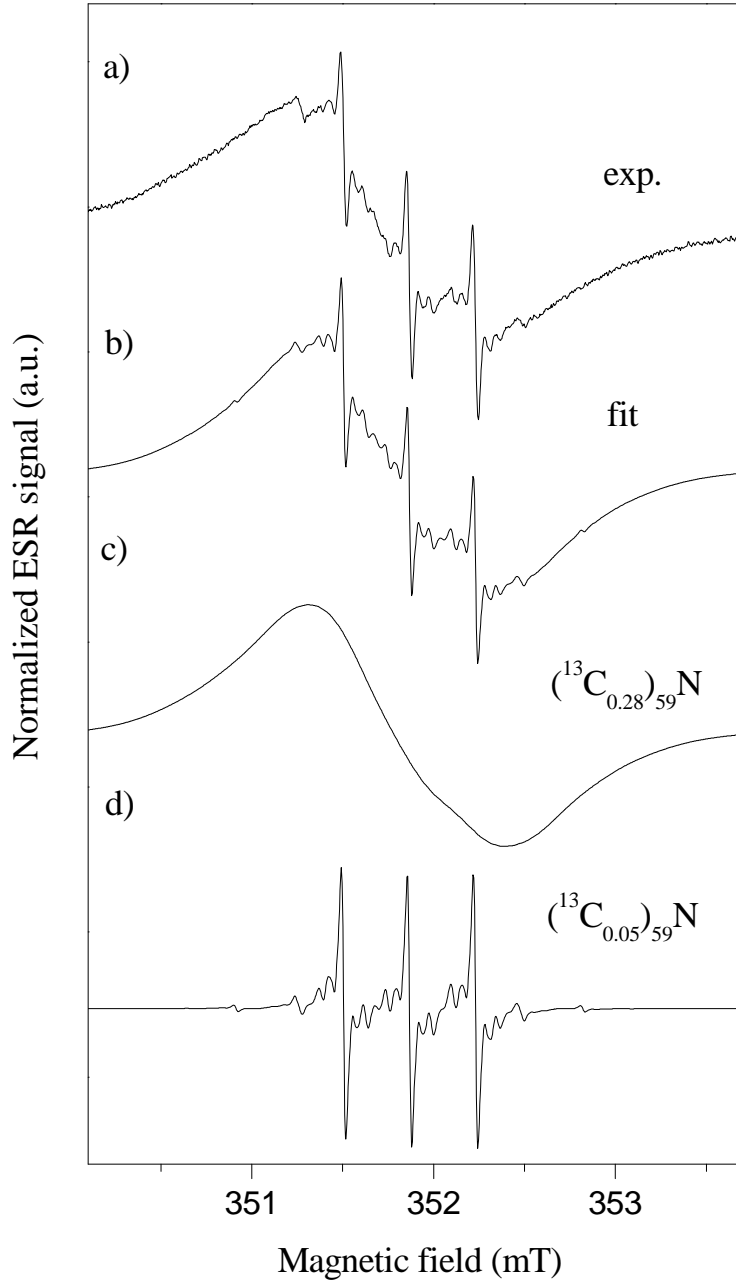 a)
exp.
b)
fit
c)
(¹³C₀.₂₈)₅₉N
d)
(¹³C₀.₀₅)₅₉N
Normalized ESR signal (a.u.)
351 352 353
Magnetic field (mT)